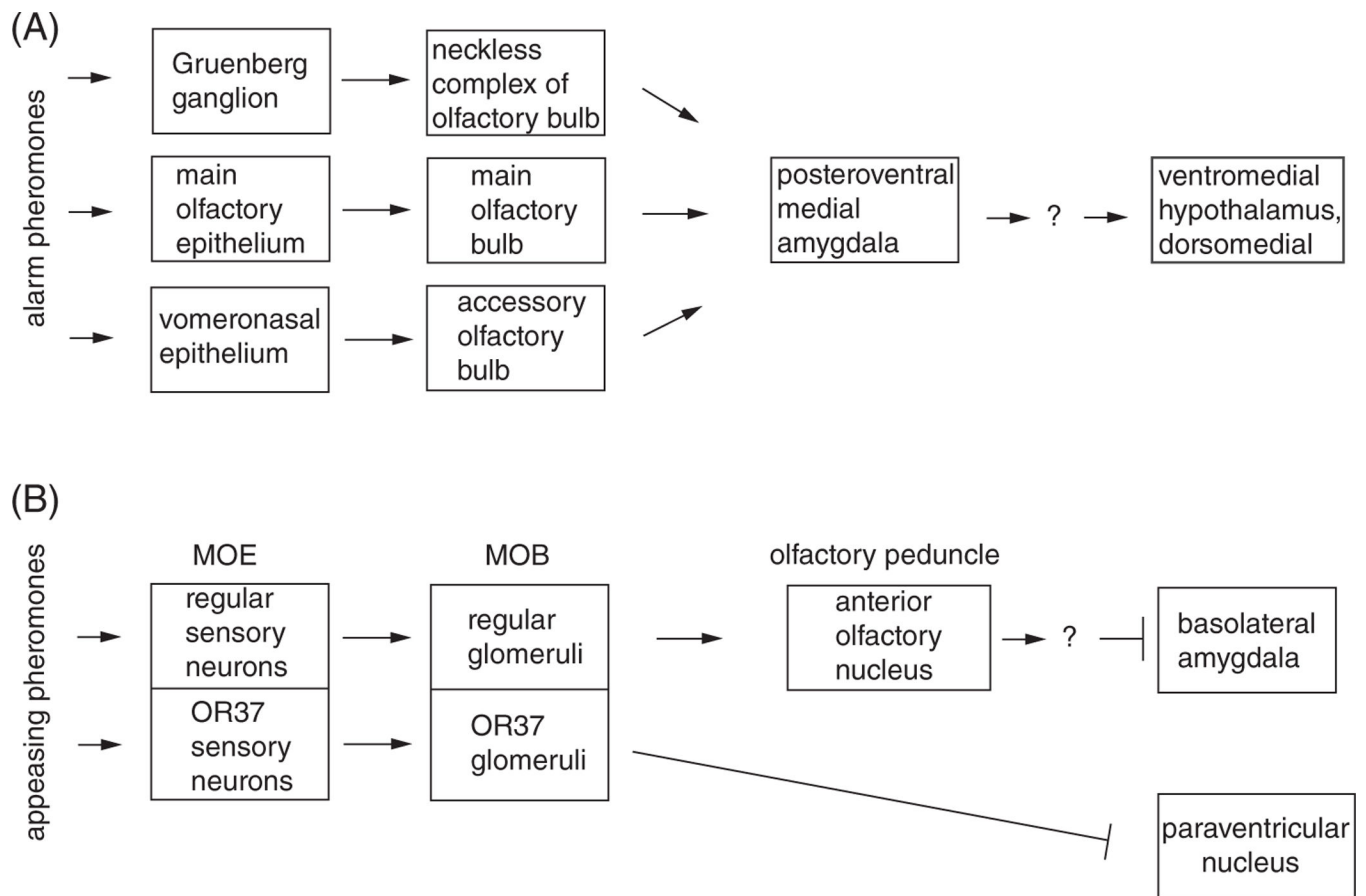 (A)
alarm pheromones
Gruenberg
ganglion
neckless
complex of
olfactory bulb
main
olfactory
epithelium
main
olfactory
bulb
vomeronasal
epithelium
accessory
olfactory
bulb
posteroventral
medial
amygdala
?
ventromedial
hypothalamus,
dorsomedial
(B)
appeasing pheromones
MOE
regular
sensory
neurons
OR37
sensory
neurons
MOB
regular
glomeruli
OR37
glomeruli
olfactory peduncle
anterior
olfactory
nucleus
?
basolateral
amygdala
paraventricular
nucleus